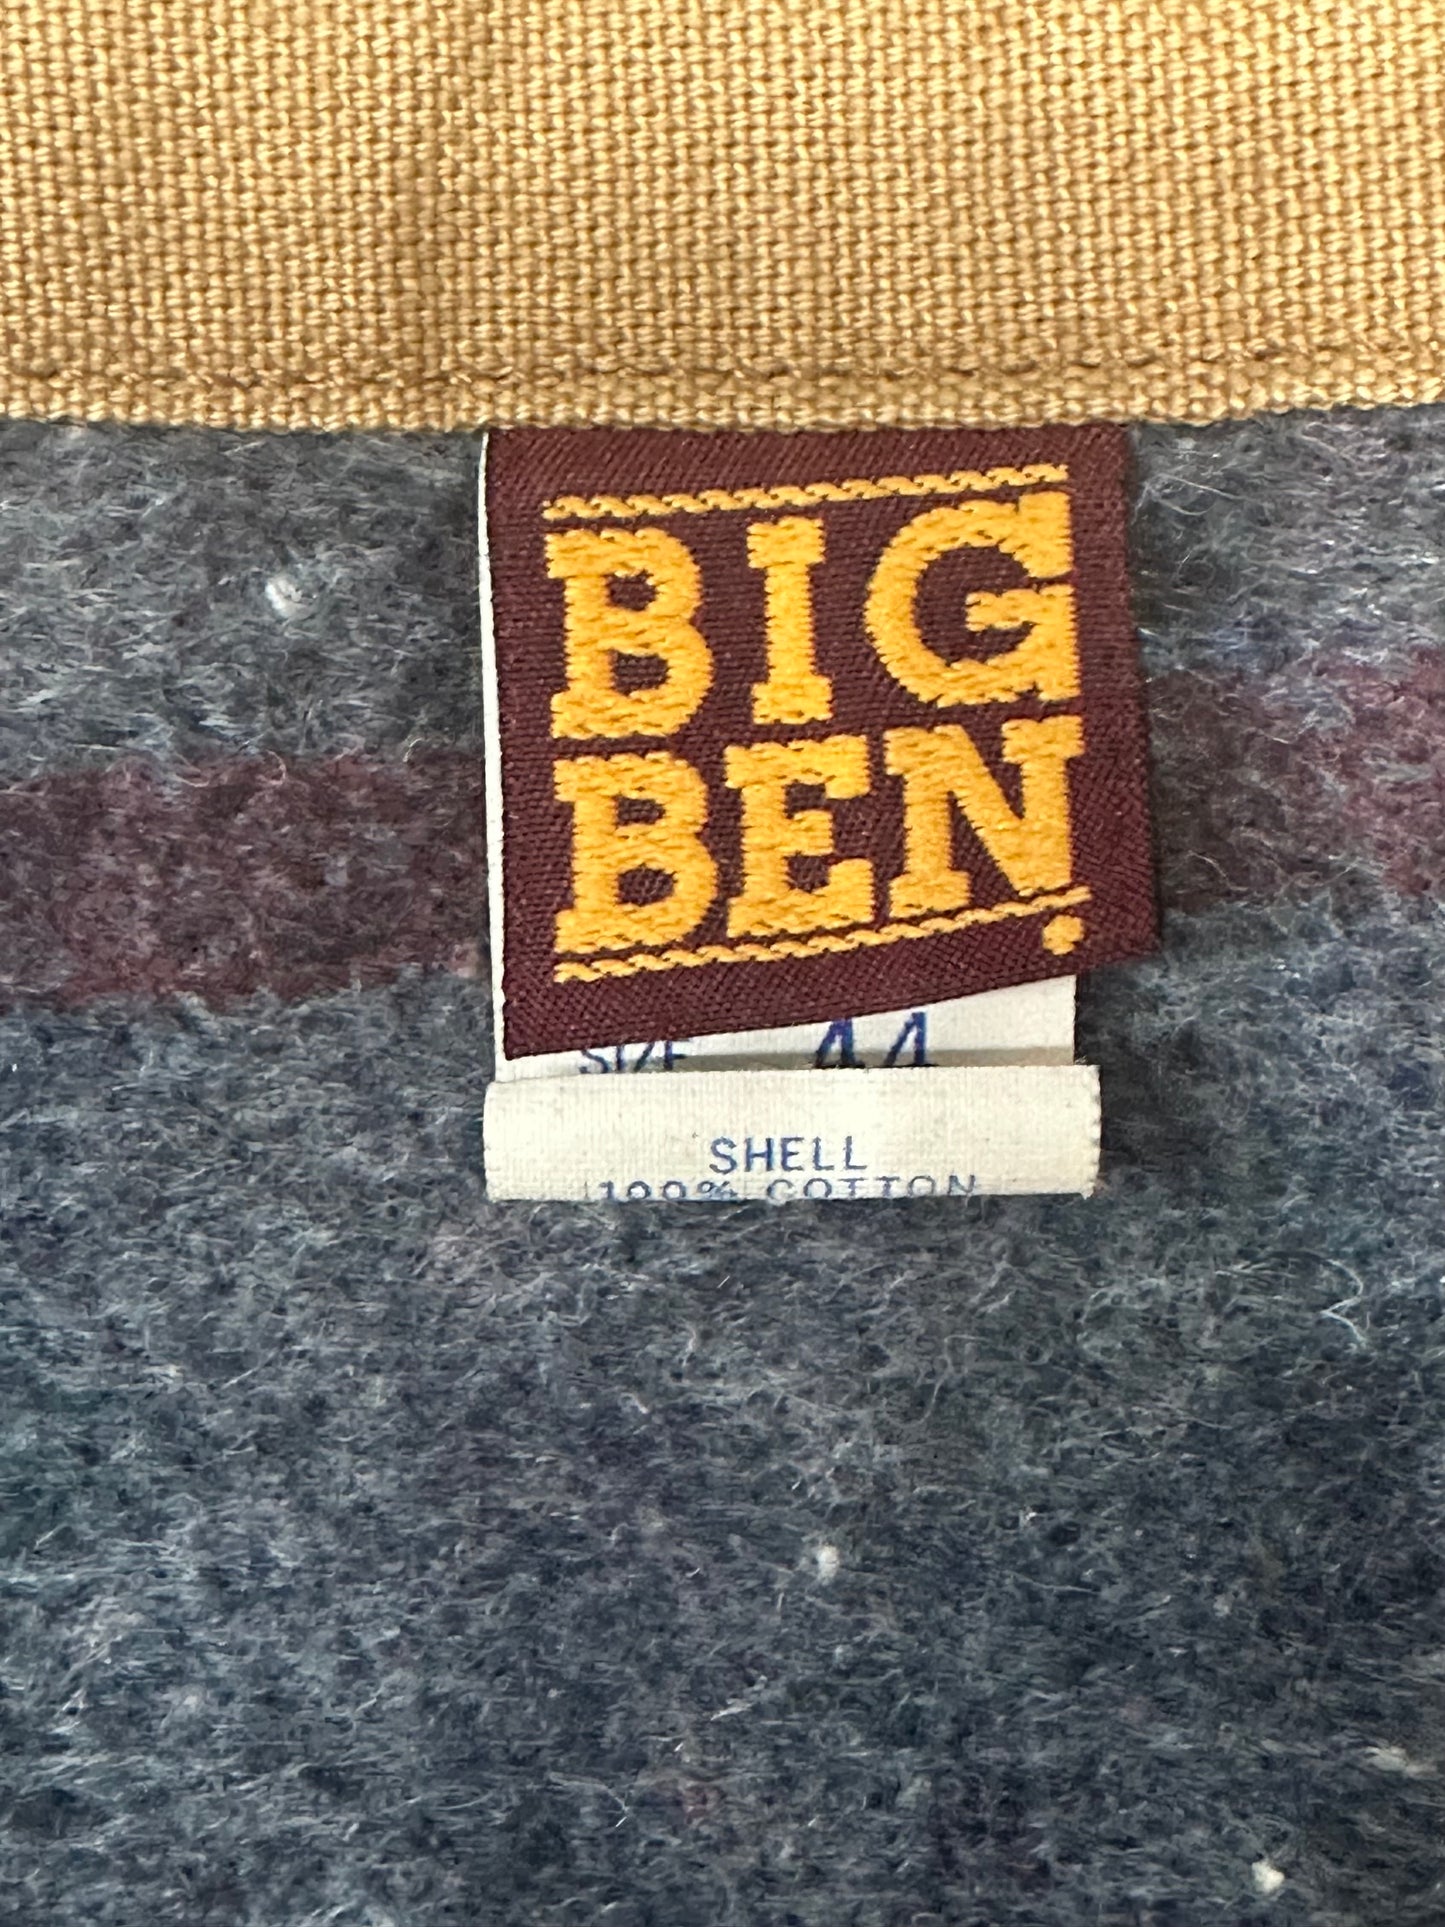 BIG
BEN.
SIZE 44
SHELL
100% COTTON